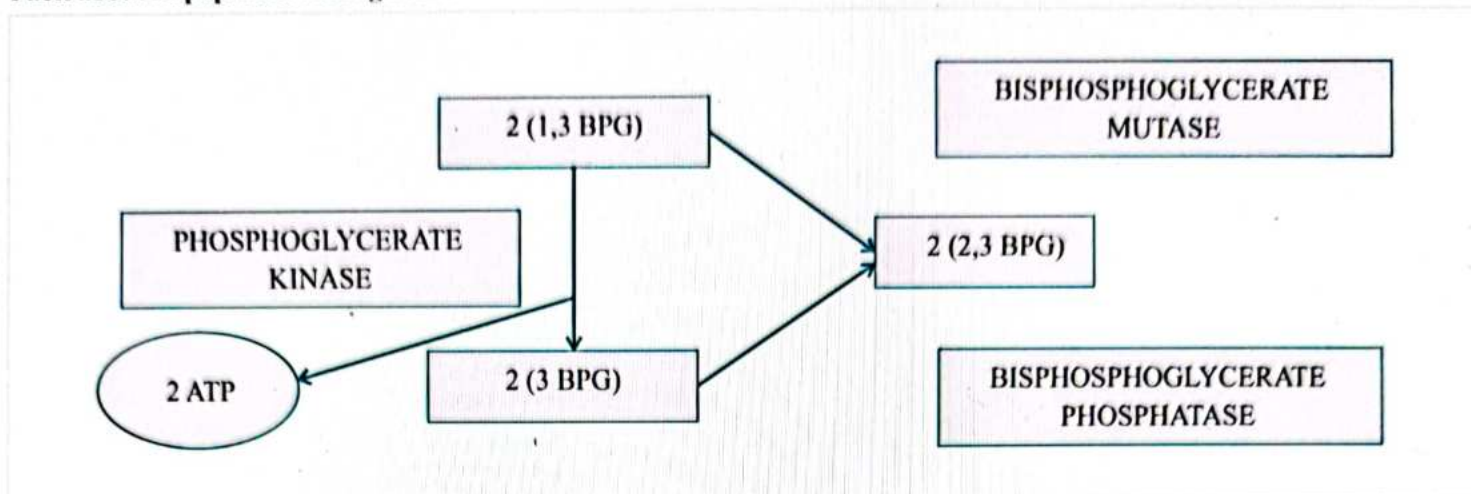 2 (1,3 BPG)
BISPHOSPHOGLYCERATE
MUTASE
PHOSPHOGLYCERATE
KINASE
2 (2,3 BPG)
2 ATP
2 (3 BPG)
BISPHOSPHOGLYCERATE
PHOSPHATASE